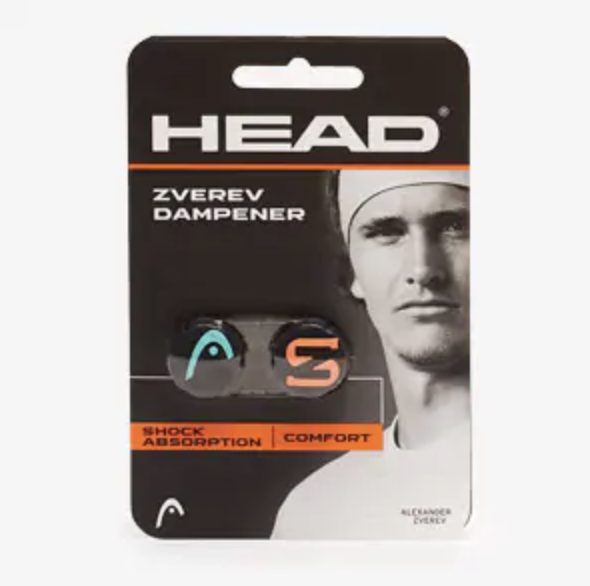 HEAD®
ZVEREV
DAMPENER
SHOCK
ABSORPTION | COMFORT
ALEXANDER
ZVEREV